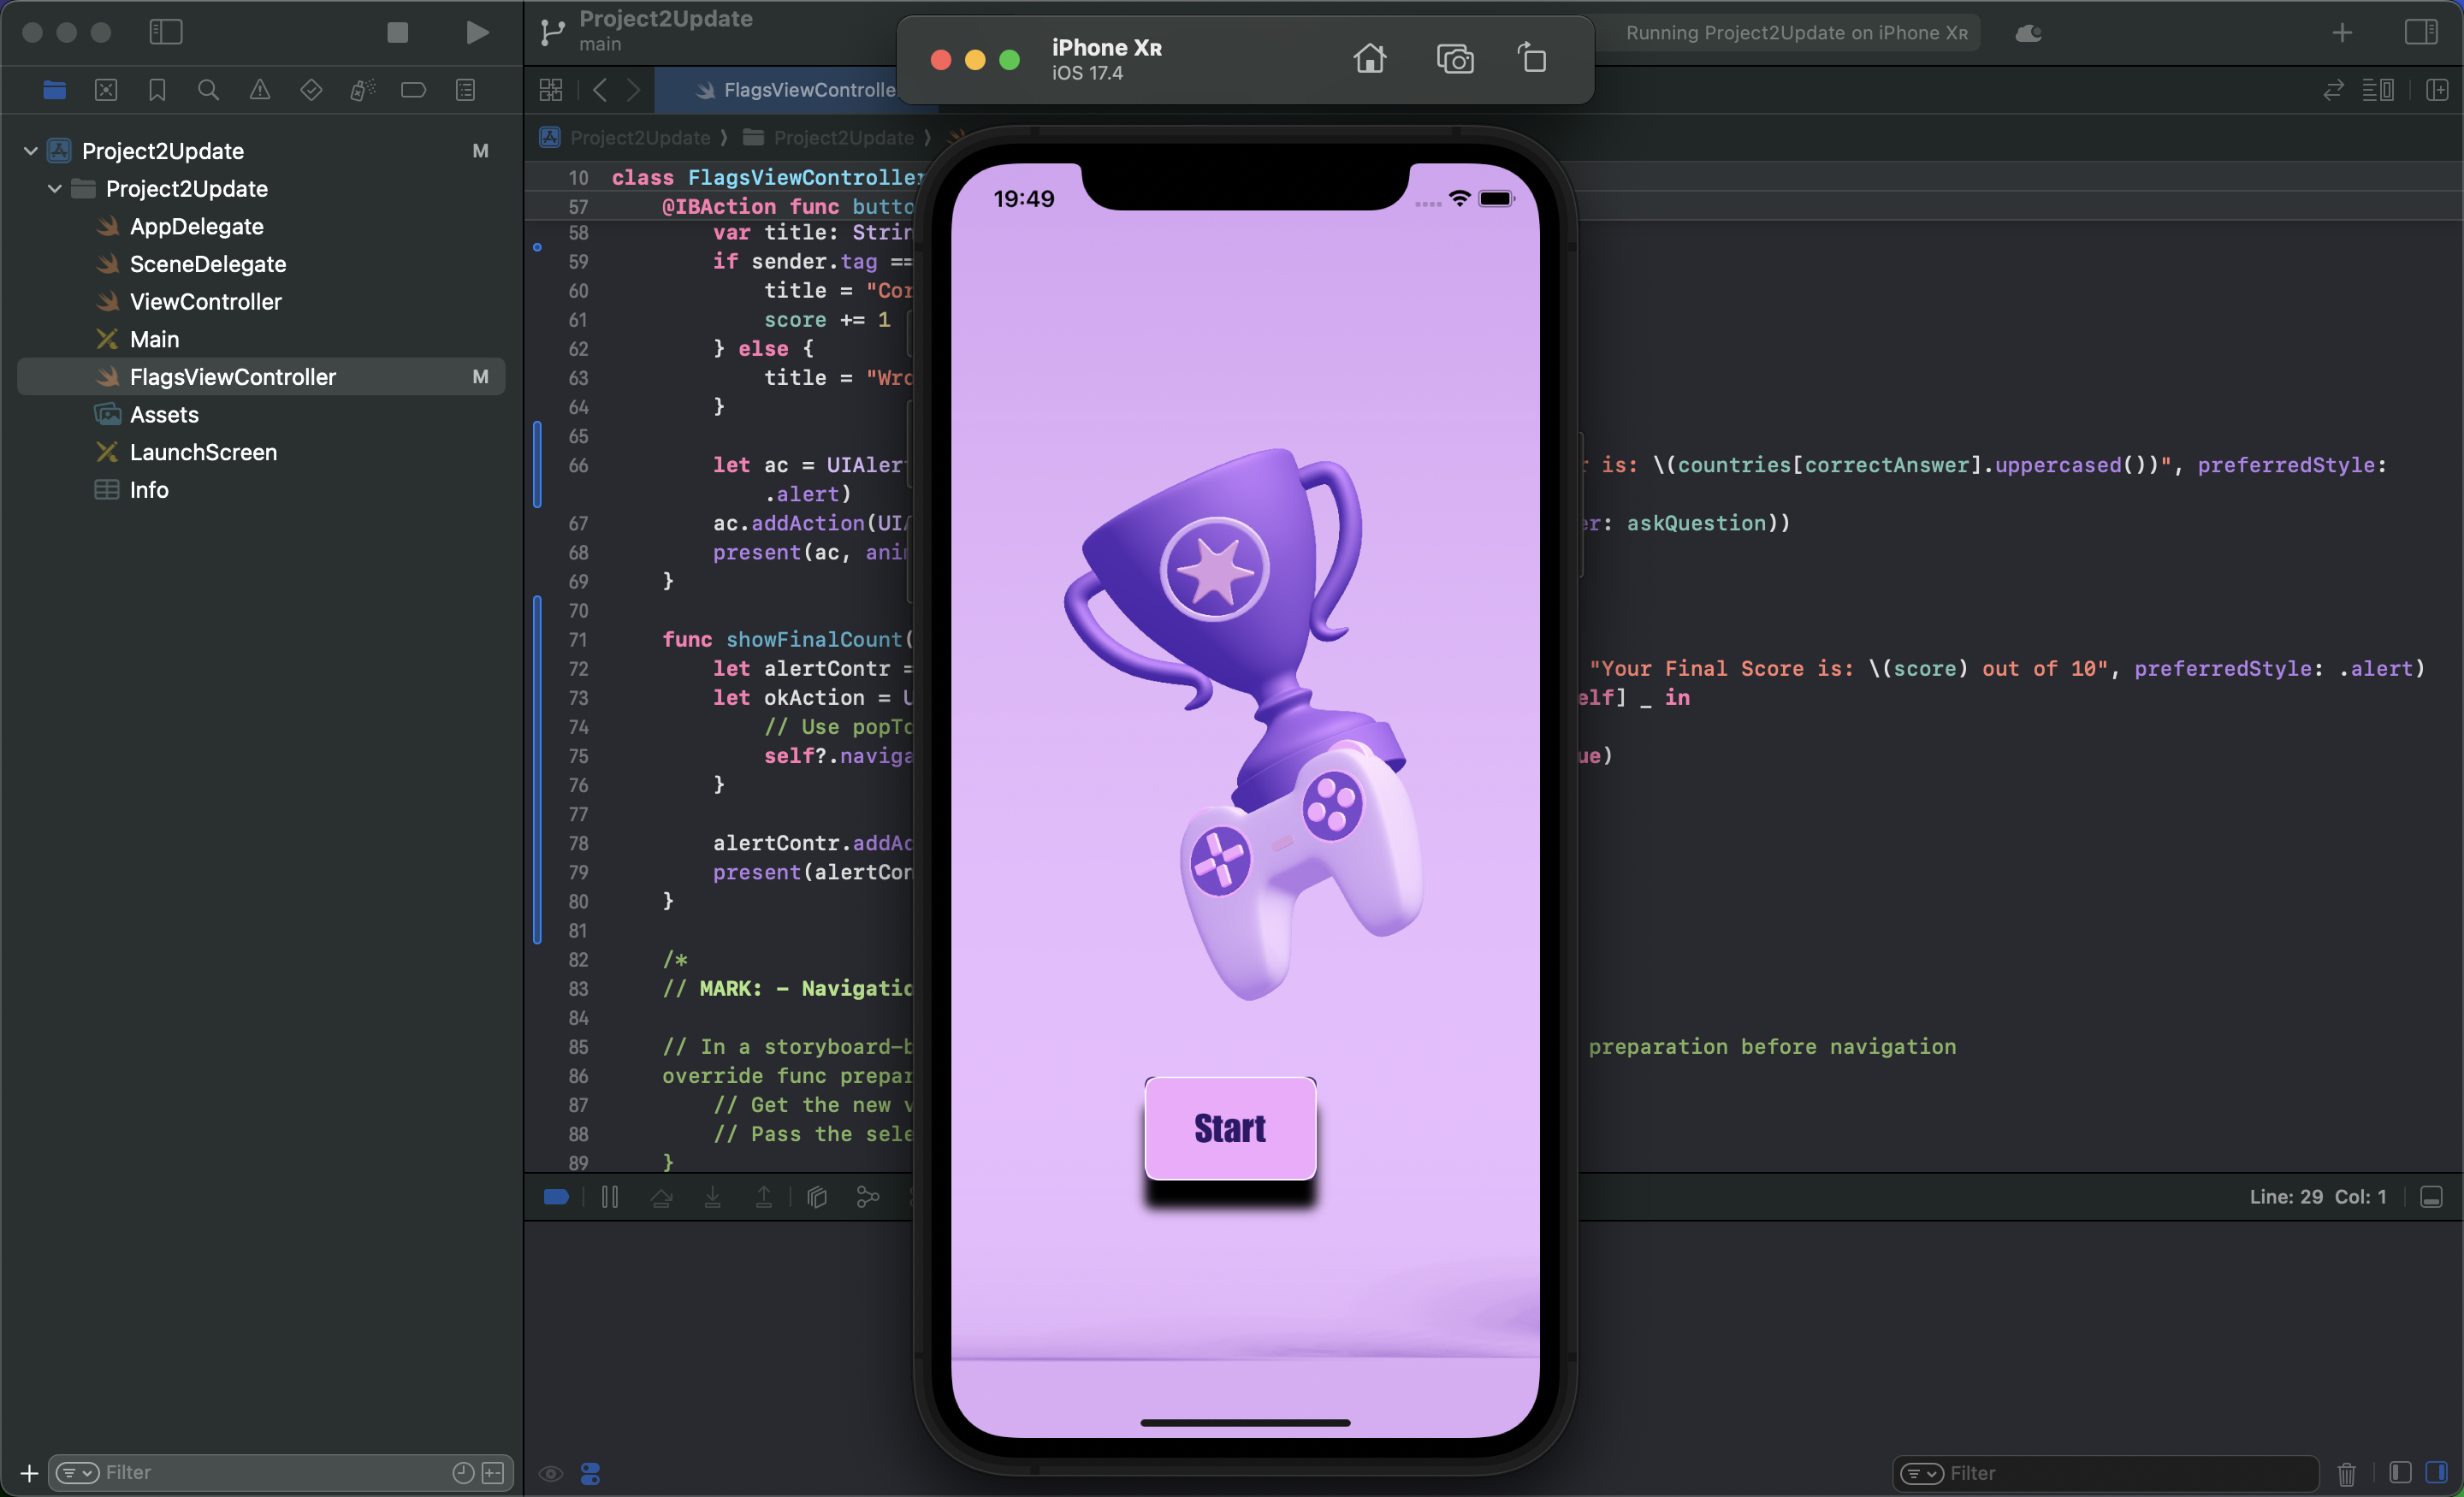 Project2Update
main
iPhone XR
iOS 17.4
Running Project2Update on iPhone XR
FlagsViewController
Project2Update
M
Project2Update
AppDelegate
SceneDelegate
ViewController
Main
FlagsViewController
M
Assets
LaunchScreen
Info
Project2Update 〉 Project2Update 〉
10 class FlagsViewController
57 @IBAction func butto
58 var title: Strin
59 if sender.tag ==
60 title = "Cor
61 score += 1
62 } else {
63 title = "Wro
64 }
65
66 let ac = UIAler
r is: \(countries[correctAnswer].uppercased())", preferredStyle:
.alert)
67 ac.addAction(UIA
er: askQuestion))
68 present(ac, anim
69 }
70
71 func showFinalCount(
72 let alertContr =
"Your Final Score is: \(score) out of 10", preferredStyle: .alert)
73 let okAction = U
elf] _ in
74 // Use popTo
75 self?.naviga
ue)
76 }
77
78 alertContr.addAc
79 present(alertCon
80 }
81
82 /*
83 // MARK: - Navigatio
84
85 // In a storyboard-b
preparation before navigation
86 override func prepar
87 // Get the new v
88 // Pass the sele
89 }
19:49
Start
Line: 29 Col: 1
Filter
Filter